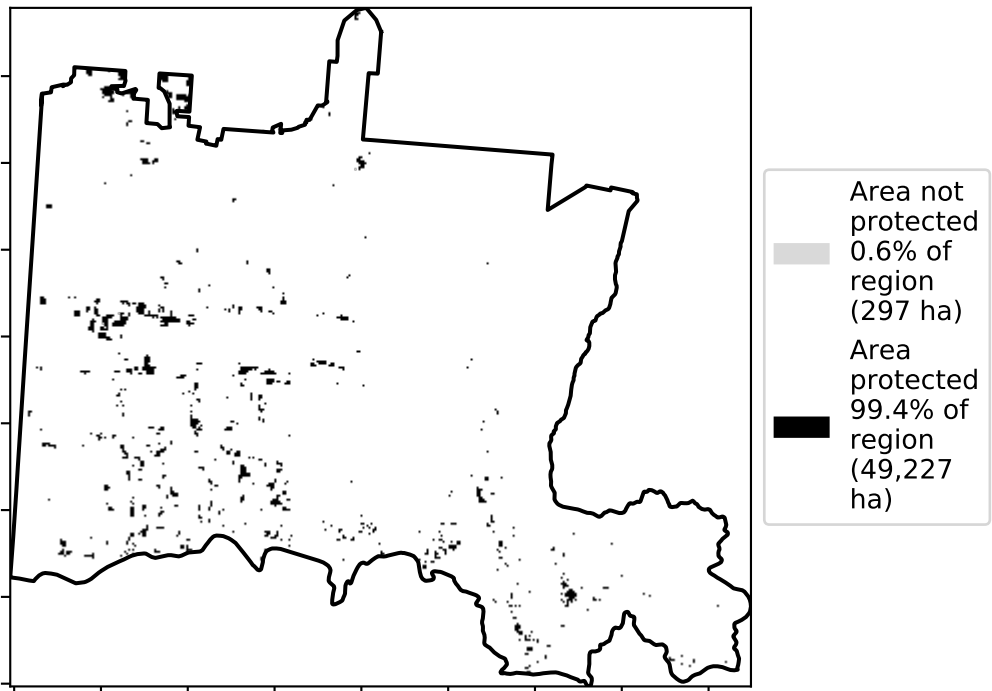 Area not
protected
0.6% of
region
(297 ha)
Area
protected
99.4% of
region
(49,227
ha)